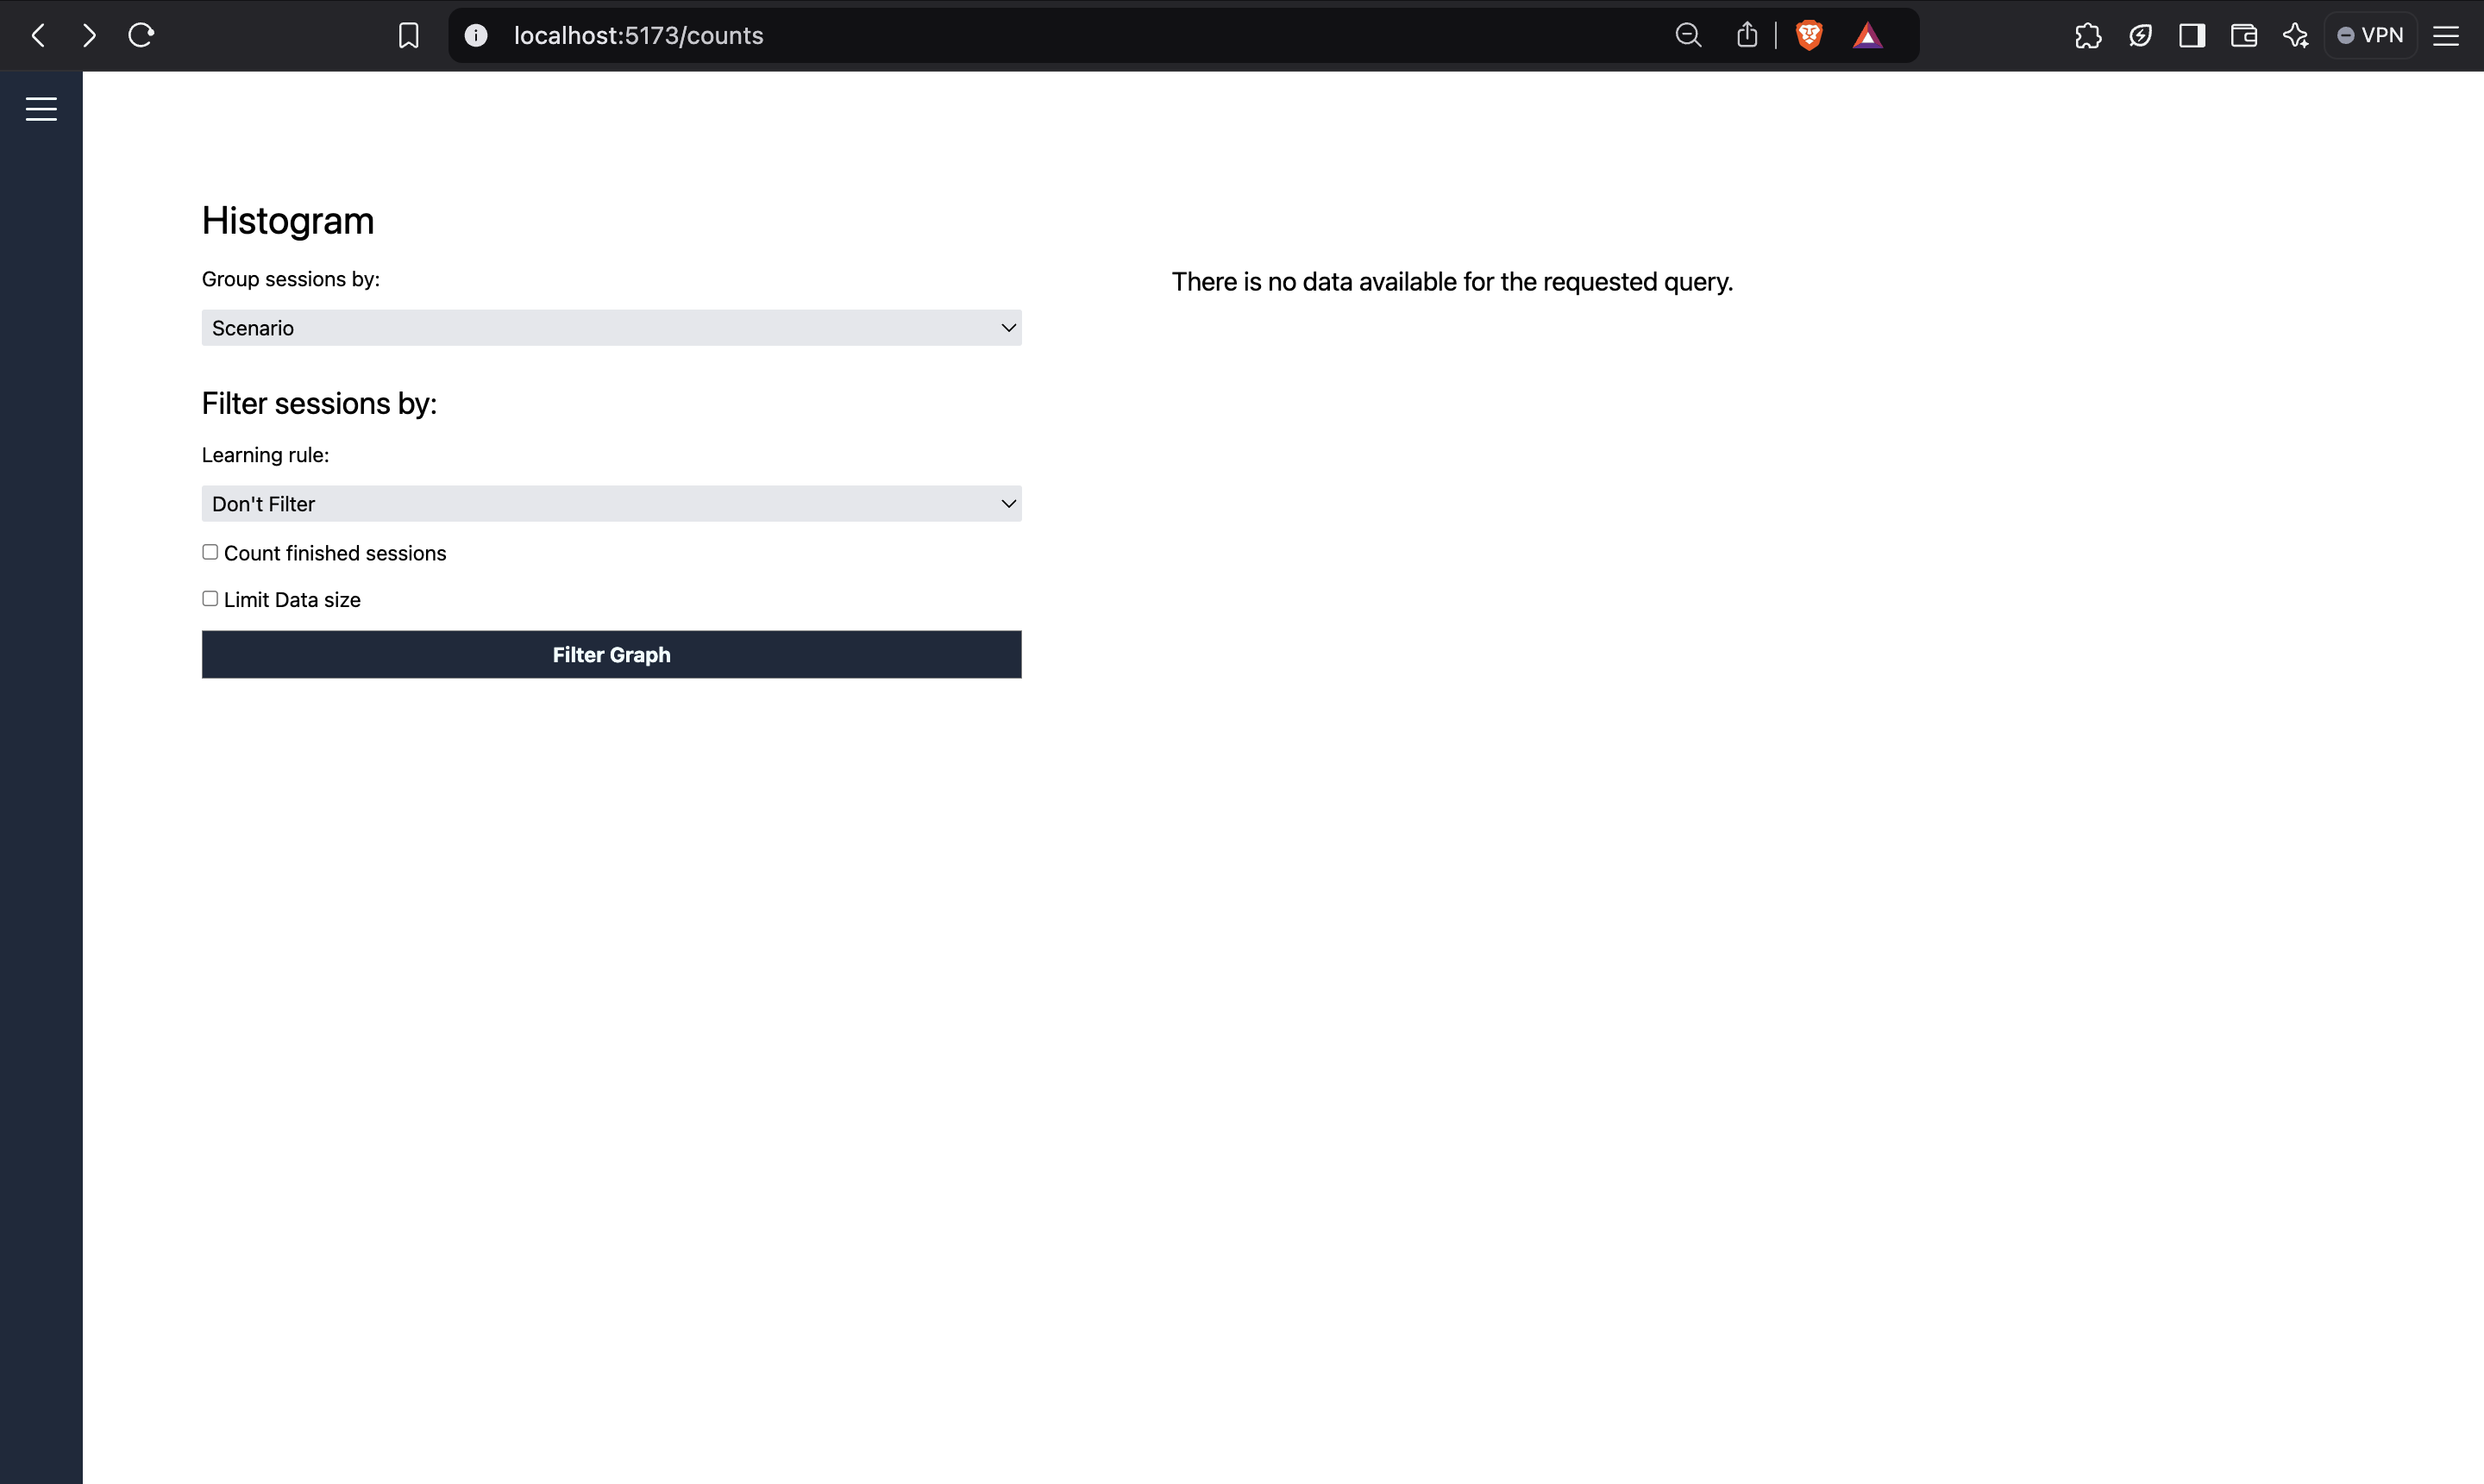 localhost:5173/counts
VPN
Histogram
Group sessions by:
There is no data available for the requested query.
Scenario
Filter sessions by:
Learning rule:
Don't Filter
Count finished sessions
Limit Data size
Filter Graph